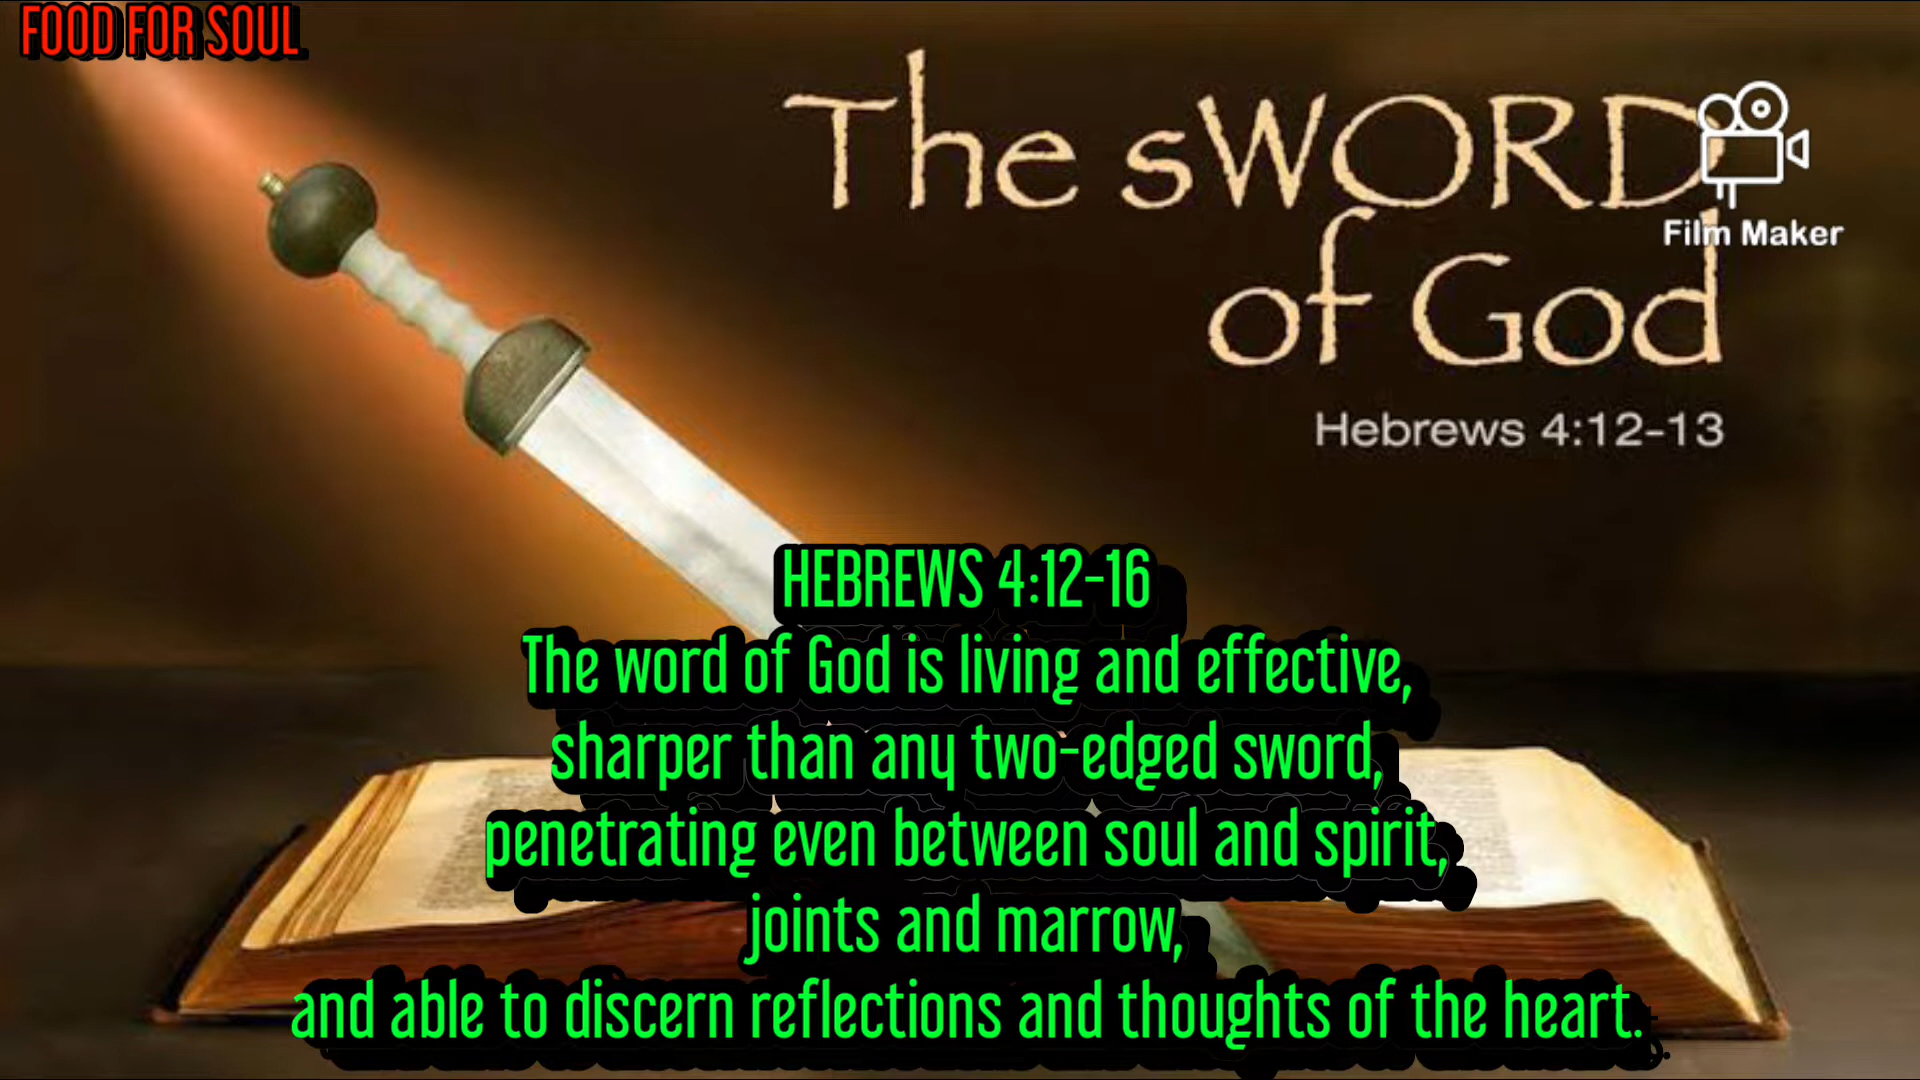 FOOD FOR SOUL
The sWORD
of God
Film Maker
Hebrews 4:12-13
HEBREWS 4:12-16
The word of God is living and effective,
sharper than any two-edged sword,
penetrating even between soul and spirit,
joints and marrow,
and able to discern reflections and thoughts of the heart.